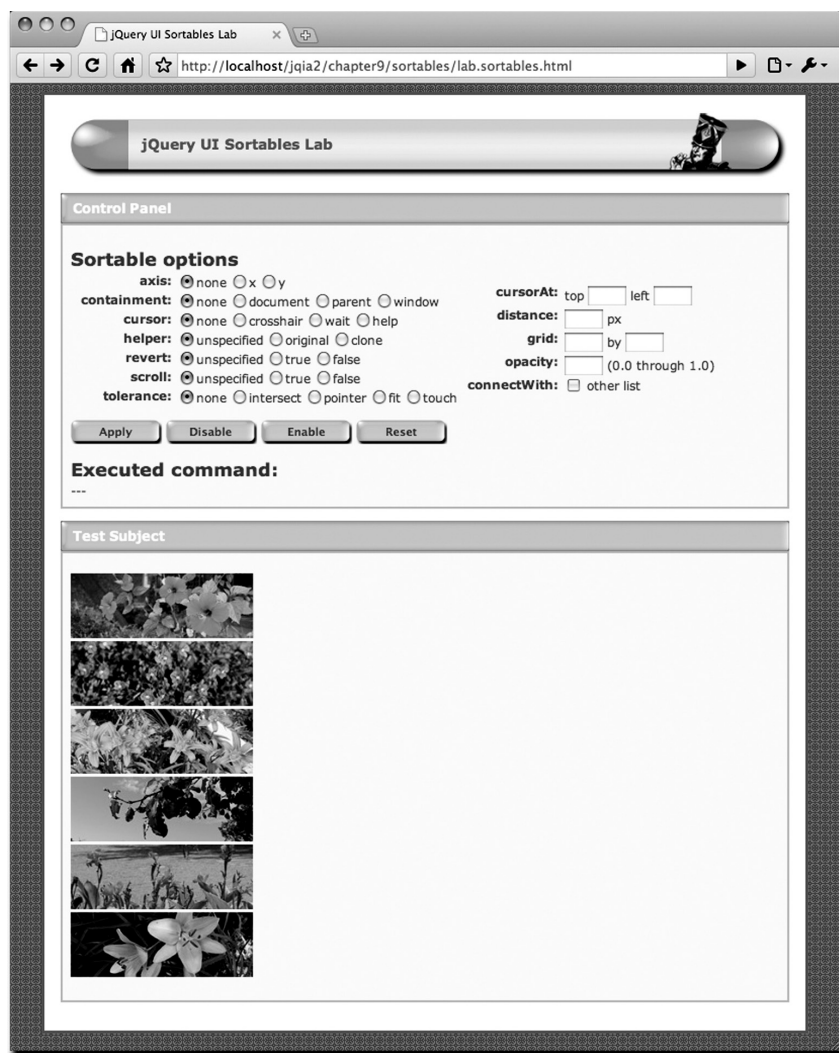 jQuery UI Sortables Lab
http://localhost/jqia2/chapter9/sortables/lab.sortables.html
jQuery UI Sortables Lab
Control Panel
Sortable options
axis: none x y
containment: none document parent window
cursor: none crosshair wait help
helper: unspecified original clone
revert: unspecified true false
scroll: unspecified true false
tolerance: none intersect pointer fit touch
cursorAt: top left
distance: px
grid: by
opacity: (0.0 through 1.0)
connectWith: other list
Apply Disable Enable Reset
Executed command:
---
Test Subject